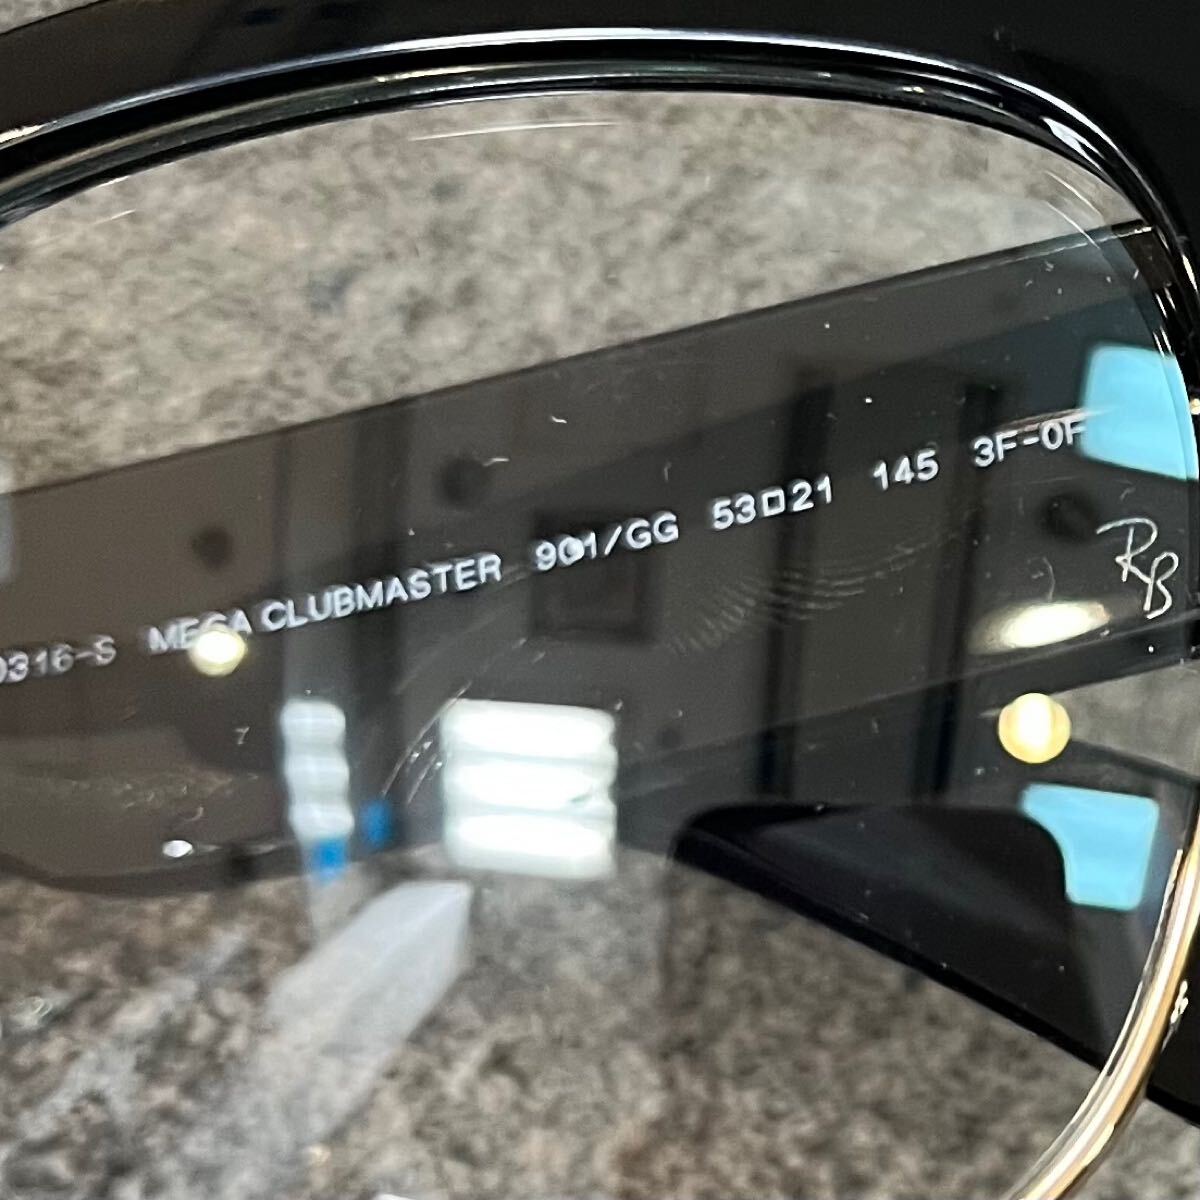 0316-S MEGA CLUBMASTER 901/GG 53□21 145 3F-0F
RB